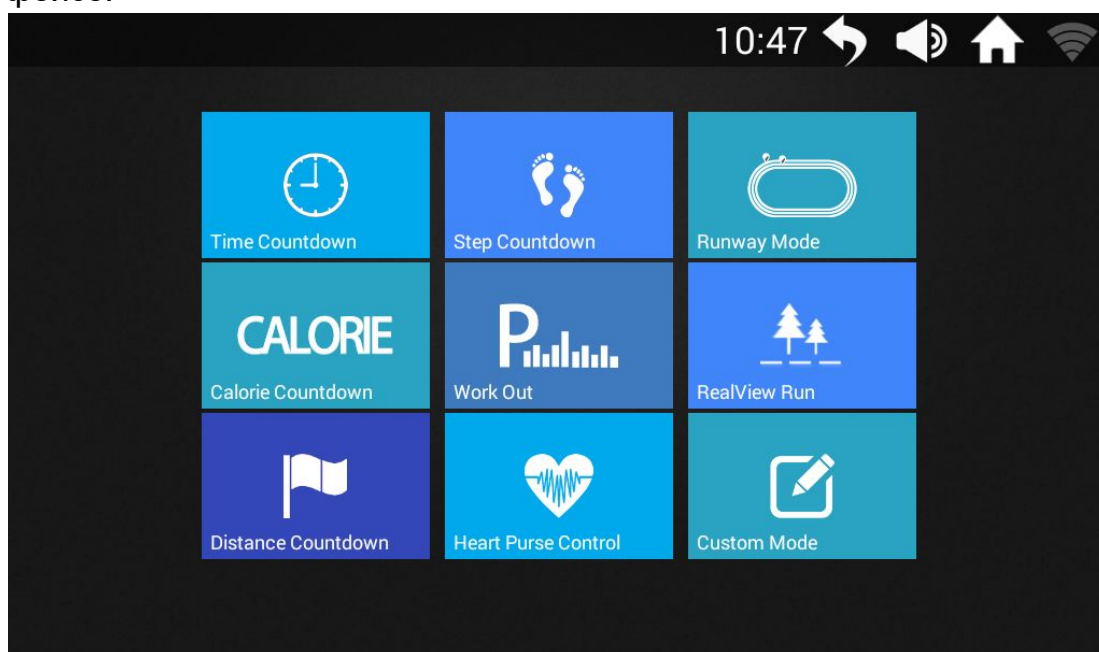 10:47
Time Countdown
Step Countdown
Runway Mode
CALORIE
Calorie Countdown
P
Work Out
RealView Run
Distance Countdown
Heart Purse Control
Custom Mode